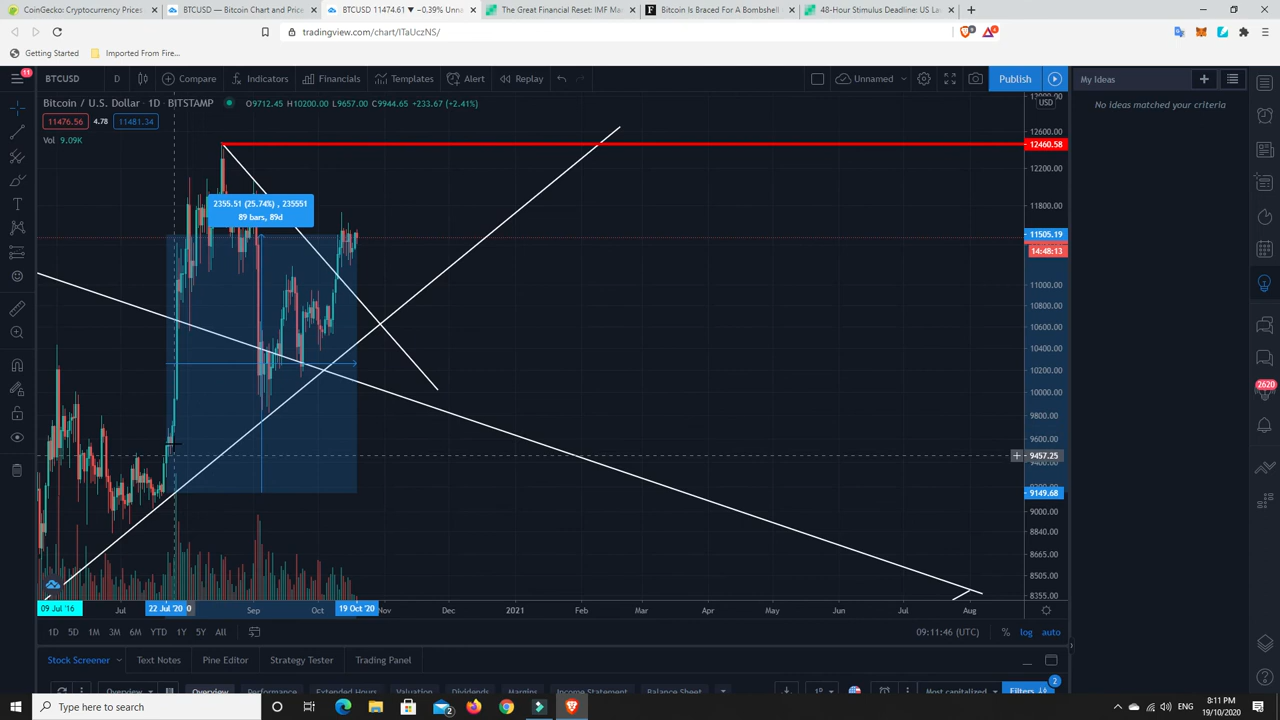 CoinGecko: Cryptocurrency Prices
BTCUSD — Bitcoin Chart and Price
BTCUSD 11474.61 ▼ −0.39% Unna
The Great Financial Reset: IMF Ma
Bitcoin Is Braced For A Bombshell
48-Hour Stimulus Deadline: US Le
tradingview.com/chart/ITaUczNS/
Getting Started
Imported From Fire...
11
BTCUSD
D
Compare
Indicators
Financials
Templates
Alert
Replay
Unnamed
Publish
My Ideas
Bitcoin / U.S. Dollar · 1D · BITSTAMP
O9712.45 H10200.00 L9657.00 C9944.65 +233.67 (+2.41%)
11476.56
4.78
11481.34
Vol 9.09K
No ideas matched your criteria
USD
12600.00
12460.58
12200.00
11800.00
11505.19
14:48:13
11000.00
10800.00
10600.00
10400.00
10200.00
10000.00
9800.00
9600.00
9457.25
9400.00
9149.68
9000.00
8840.00
8665.00
8505.00
8355.00
2355.51 (25.74%) , 235551
89 bars, 89d
2620
09 Jul '16
Jul
22 Jul '20
Sep
Oct
19 Oct '20
Nov
Dec
2021
Feb
Mar
Apr
May
Jun
Jul
Aug
1D 5D 1M 3M 6M YTD 1Y 5Y All
09:11:46 (UTC)
%
log
auto
Stock Screener
Text Notes
Pine Editor
Strategy Tester
Trading Panel
Overview
Overview
Performance
Extended Hours
Valuation
Dividends
Margins
Income Statement
Balance Sheet
Most capitalized
Filters
2
Type here to search
8:11 PM
19/10/2020